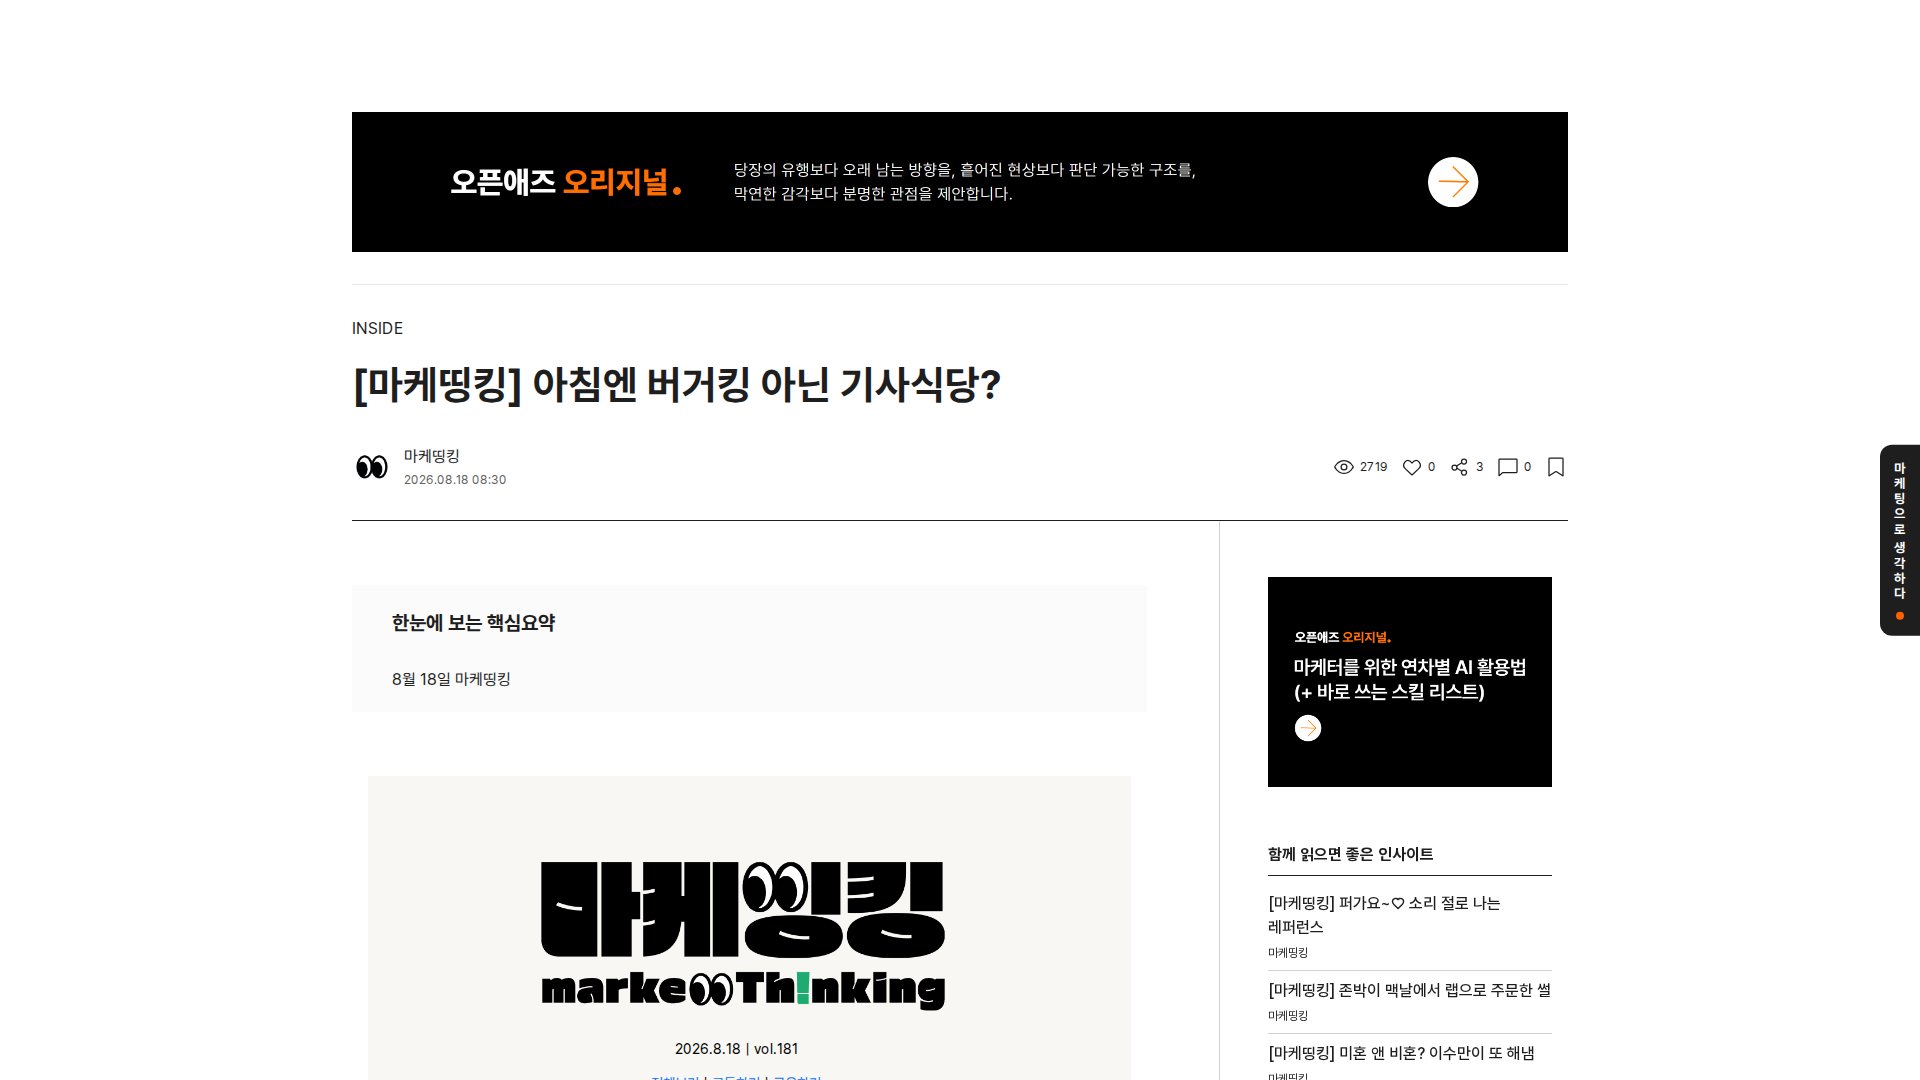 오픈애즈 오리지널.
당장의 유행보다 오래 남는 방향을, 흩어진 현상보다 판단 가능한 구조를,
막연한 감각보다 분명한 관점을 제안합니다.
INSIDE
[마케띵킹] 아침엔 버거킹 아닌 기사식당?
마케띵킹
2026.08.18 08:30
2719 0 3 0
마케팅으로 생각하다
한눈에 보는 핵심요약
8월 18일 마케띵킹
마케띵킹
markeThinking
2026.8.18 | vol.181
오픈애즈 오리지널.
마케터를 위한 연차별 AI 활용법
(+ 바로 쓰는 스킬 리스트)
함께 읽으면 좋은 인사이트
[마케띵킹] 퍼가요~♡ 소리 절로 나는
레퍼런스
마케띵킹
[마케띵킹] 존박이 맥날에서 랩으로 주문한 썰
마케띵킹
[마케띵킹] 미혼 앤 비혼? 이수만이 또 해냄
마케띵킹